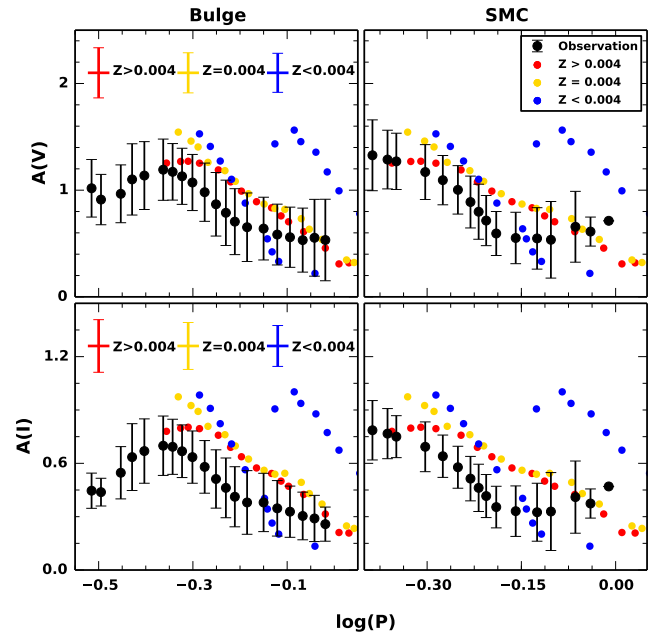 Bulge SMC
2
1
0
A(V)
Z>0.004 Z=0.004 Z<0.004
Observation
Z > 0.004
Z = 0.004
Z < 0.004
1.2
0.6
0.0
A(I)
Z>0.004 Z=0.004 Z<0.004
−0.5 −0.3 −0.1 −0.30 −0.15 0.00
log(P)